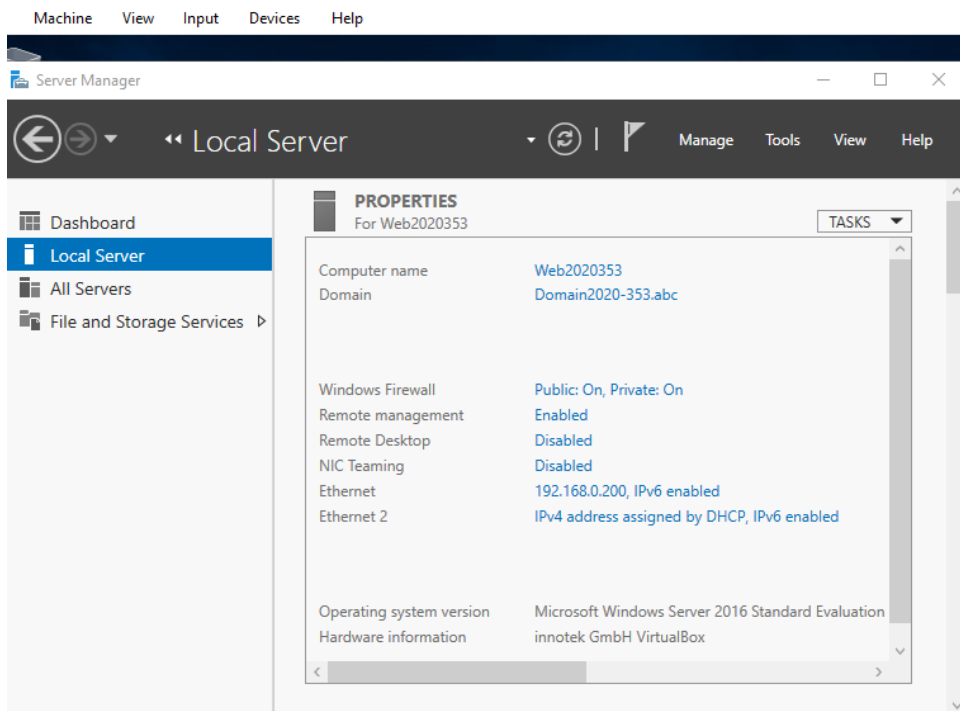 Machine View Input Devices Help
Server Manager
Local Server Manage Tools View Help
PROPERTIES
For Web2020353
TASKS
Dashboard
Local Server
All Servers
File and Storage Services
Computer name Web2020353
Domain Domain2020-353.abc
Windows Firewall Public: On, Private: On
Remote management Enabled
Remote Desktop Disabled
NIC Teaming Disabled
Ethernet 192.168.0.200, IPv6 enabled
Ethernet 2 IPv4 address assigned by DHCP, IPv6 enabled
Operating system version Microsoft Windows Server 2016 Standard Evaluation
Hardware information innotek GmbH VirtualBox